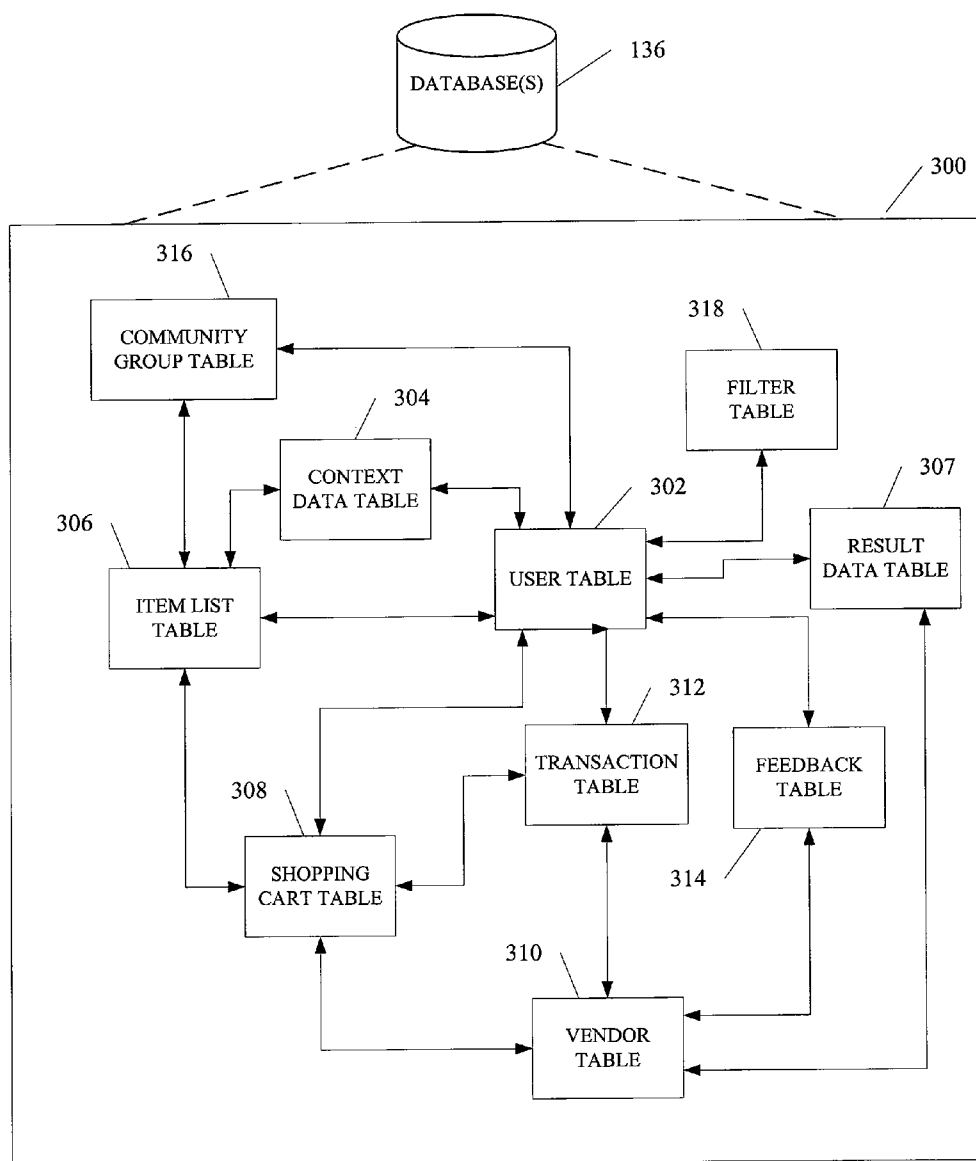 136
DATABASE(S)
300
316
COMMUNITY
GROUP TABLE
318
FILTER
TABLE
304
CONTEXT
DATA TABLE
302
307
306
USER TABLE
RESULT
DATA TABLE
ITEM LIST
TABLE
312
TRANSACTION
TABLE
FEEDBACK
TABLE
308
SHOPPING
CART TABLE
314
310
VENDOR
TABLE